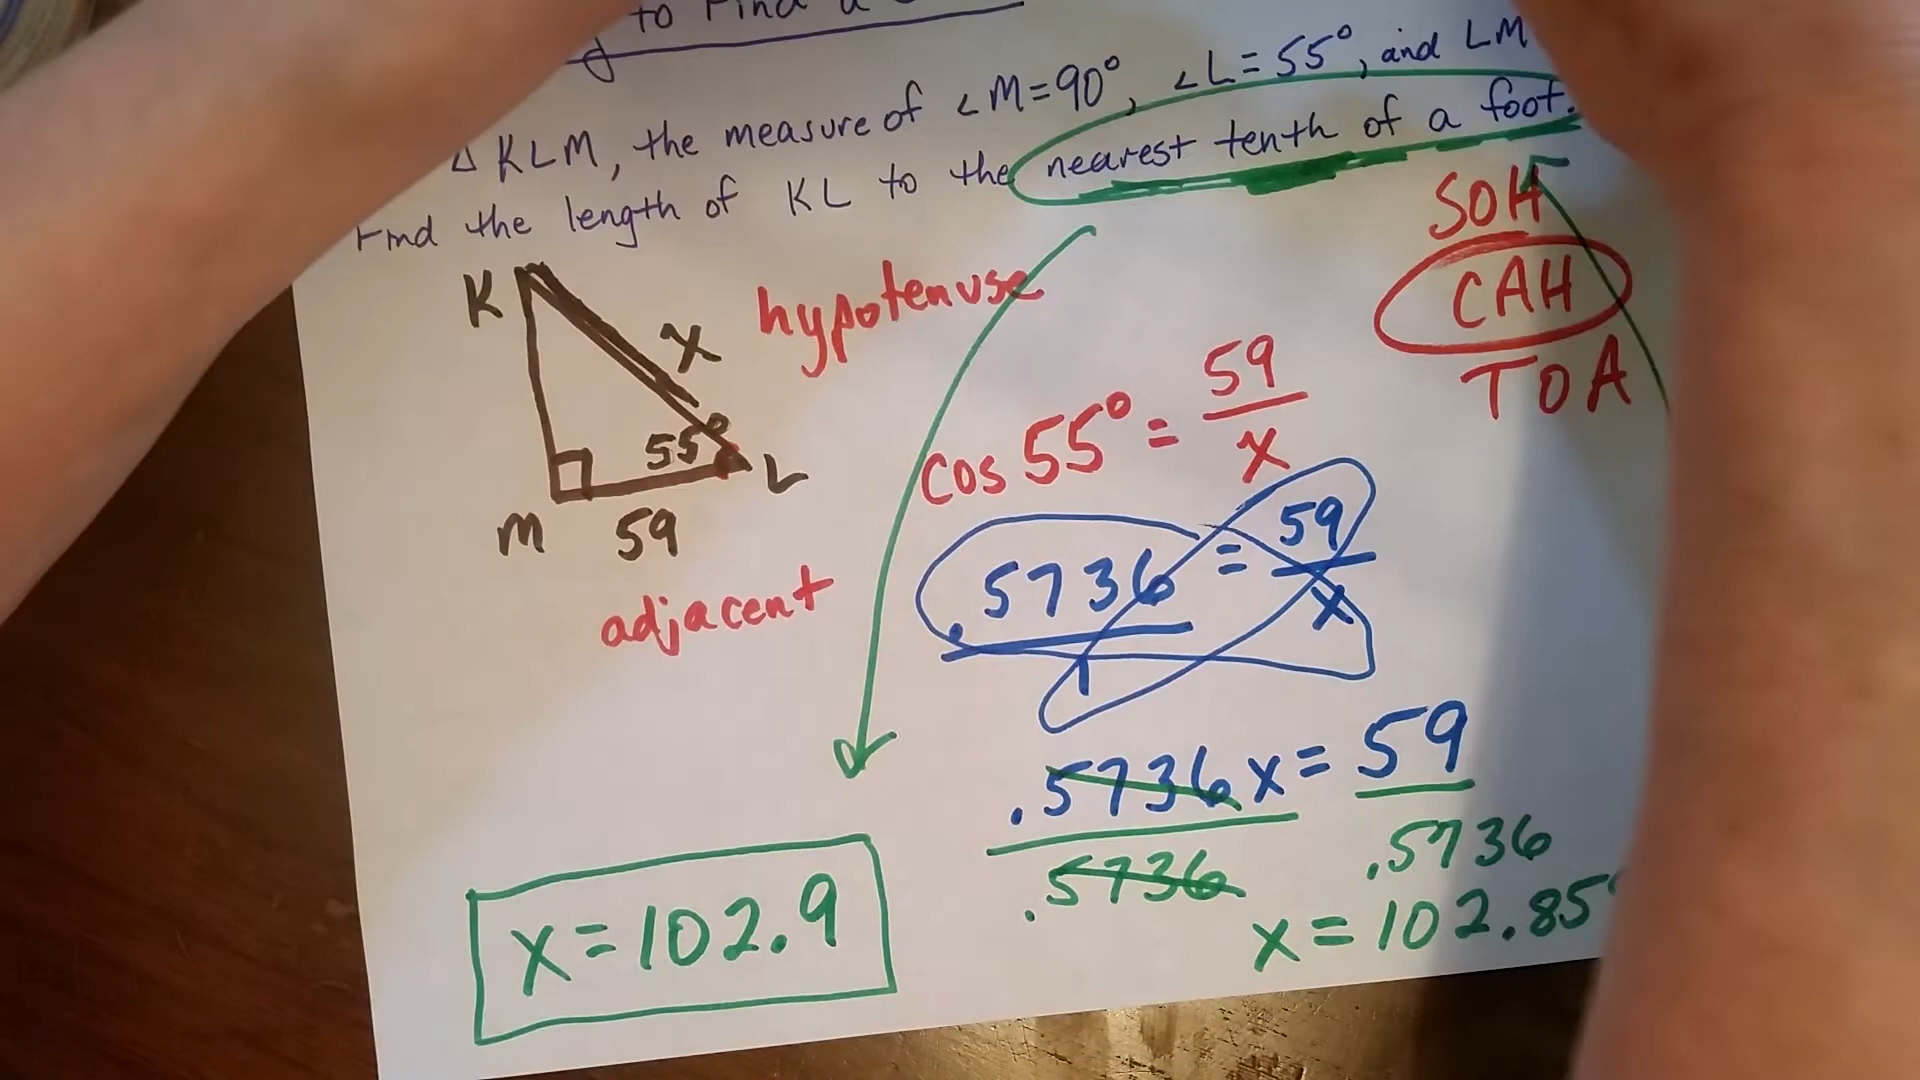 to Find a
△ KLM, the measure of ∠M=90°, ∠L=55°, and LM
Find the length of KL to the nearest tenth of a foot.
SOH
CAH
TOA
K
x
hypotenuse
55°
L
M
59
adjacent
cos 55° = 59/x
.5736/1 = 59/x
.5736x = 59
.5736 .5736
x = 102.85
x = 102.9